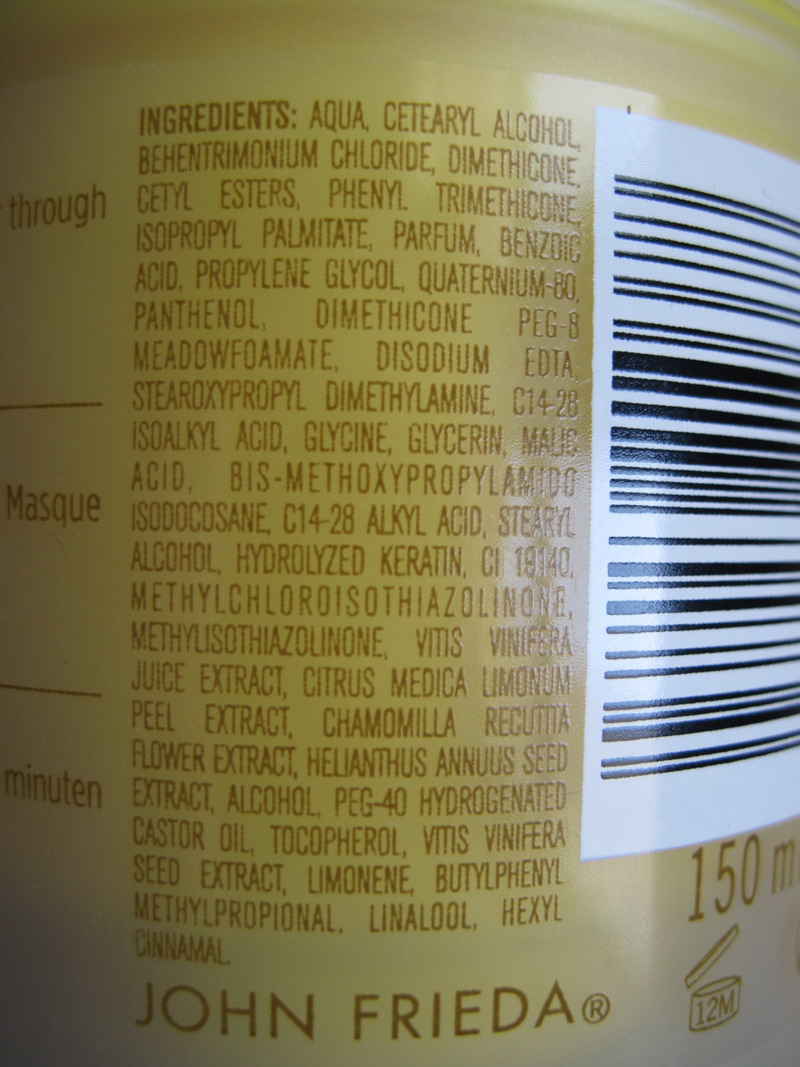 through
Masque
minuten
INGREDIENTS: AQUA, CETEARYL ALCOHOL,
BEHENTRIMONIUM CHLORIDE, DIMETHICONE,
CETYL ESTERS, PHENYL TRIMETHICONE,
ISOPROPYL PALMITATE, PARFUM, BENZOIC
ACID, PROPYLENE GLYCOL, QUATERNIUM-80,
PANTHENOL, DIMETHICONE PEG-8
MEADOWFOAMATE, DISODIUM EDTA,
STEAROXYPROPYL DIMETHYLAMINE, C14-28
ISOALKYL ACID, GLYCINE, GLYCERIN, MALIC
ACID, BIS-METHOXYPROPYLAMIDO
ISODOCOSANE, C14-28 ALKYL ACID, STEARYL
ALCOHOL, HYDROLYZED KERATIN, CI 19140,
METHYLCHLOROISOTHIAZOLINONE,
METHYLISOTHIAZOLINONE, VITIS VINIFERA
JUICE EXTRACT, CITRUS MEDICA LIMONUM
PEEL EXTRACT, CHAMOMILLA RECUTITA
FLOWER EXTRACT, HELIANTHUS ANNUUS SEED
EXTRACT, ALCOHOL, PEG-40 HYDROGENATED
CASTOR OIL, TOCOPHEROL, VITIS VINIFERA
SEED EXTRACT, LIMONENE, BUTYLPHENYL
METHYLPROPIONAL, LINALOOL, HEXYL
CINNAMAL
JOHN FRIEDA®
150 m
12M